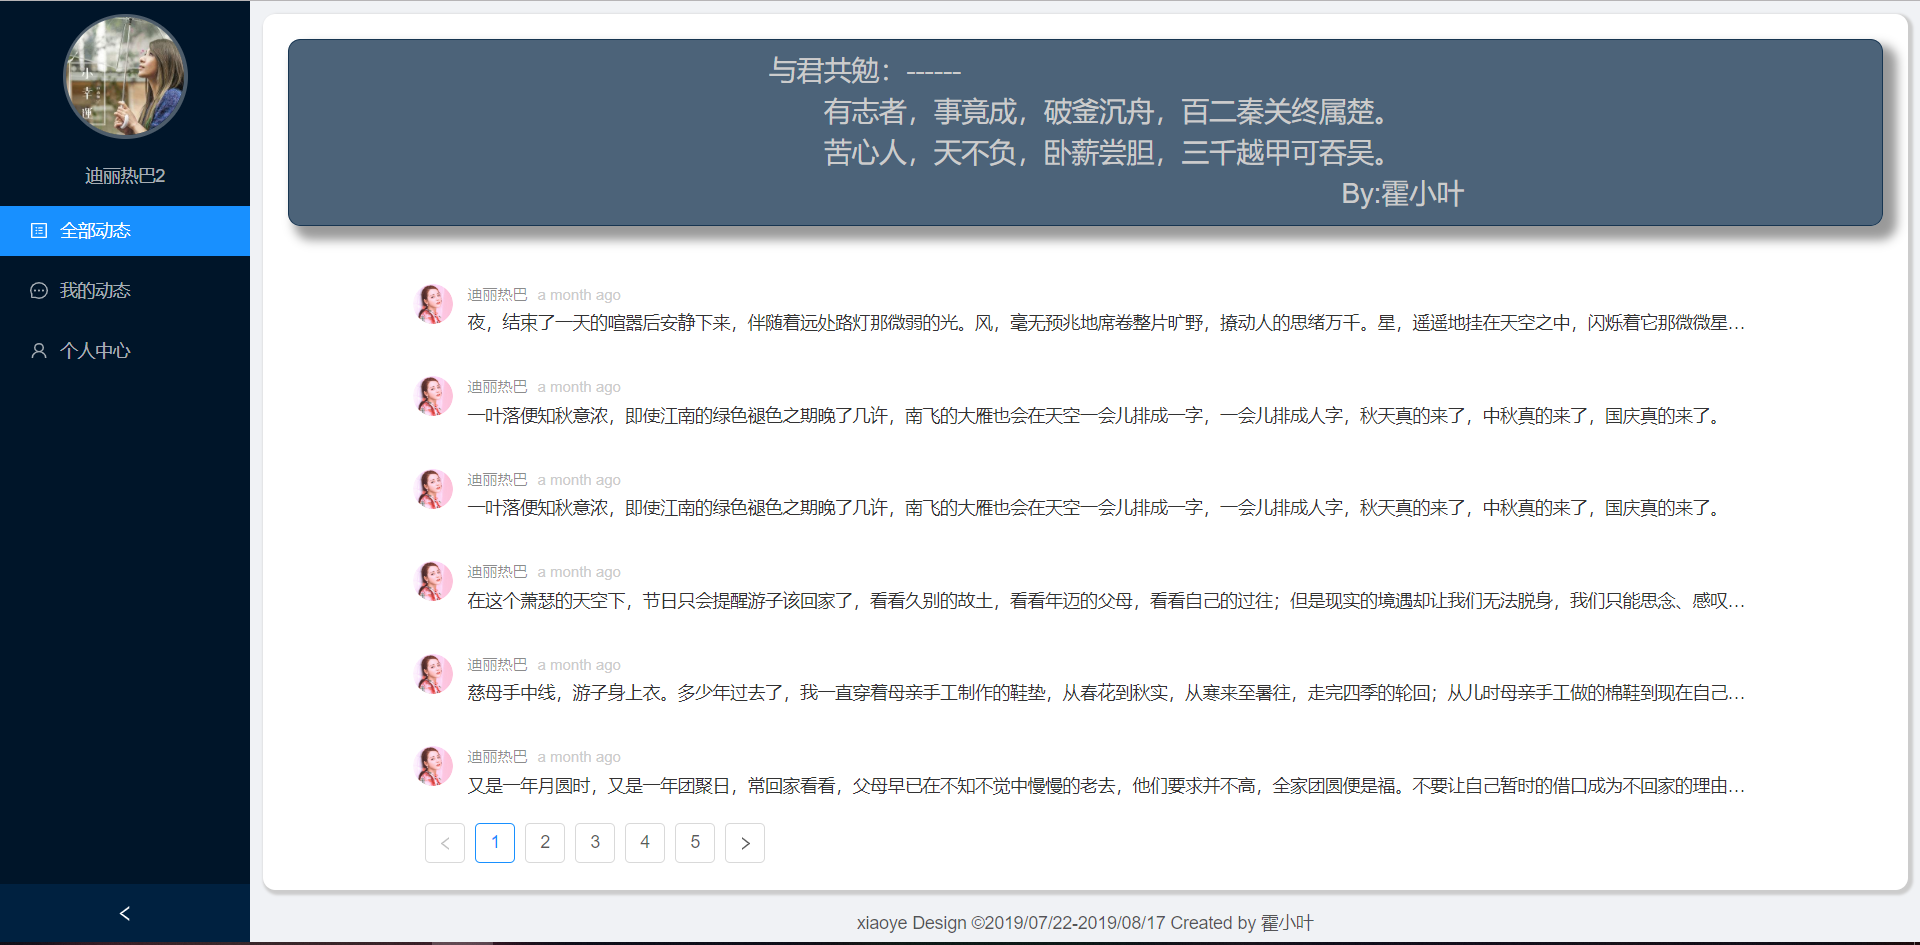 小
幸
运
迪丽热巴2
全部动态
我的动态
个人中心
与君共勉：------
有志者，事竟成，破釜沉舟，百二秦关终属楚。
苦心人，天不负，卧薪尝胆，三千越甲可吞吴。
By:霍小叶
迪丽热巴 a month ago
夜，结束了一天的喧嚣后安静下来，伴随着远处路灯那微弱的光。风，毫无预兆地席卷整片旷野，撩动人的思绪万千。星，遥遥地挂在天空之中，闪烁着它那微微星…
迪丽热巴 a month ago
一叶落便知秋意浓，即使江南的绿色褪色之期晚了几许，南飞的大雁也会在天空一会儿排成一字，一会儿排成人字，秋天真的来了，中秋真的来了，国庆真的来了。
迪丽热巴 a month ago
一叶落便知秋意浓，即使江南的绿色褪色之期晚了几许，南飞的大雁也会在天空一会儿排成一字，一会儿排成人字，秋天真的来了，中秋真的来了，国庆真的来了。
迪丽热巴 a month ago
在这个萧瑟的天空下，节日只会提醒游子该回家了，看看久别的故土，看看年迈的父母，看看自己的过往；但是现实的境遇却让我们无法脱身，我们只能思念、感叹…
迪丽热巴 a month ago
慈母手中线，游子身上衣。多少年过去了，我一直穿着母亲手工制作的鞋垫，从春花到秋实，从寒来至暑往，走完四季的轮回；从儿时母亲手工做的棉鞋到现在自己…
迪丽热巴 a month ago
又是一年月圆时，又是一年团聚日，常回家看看，父母早已在不知不觉中慢慢的老去，他们要求并不高，全家团圆便是福。不要让自己暂时的借口成为不回家的理由…
< 1 2 3 4 5 >
<
xiaoye Design ©2019/07/22-2019/08/17 Created by 霍小叶